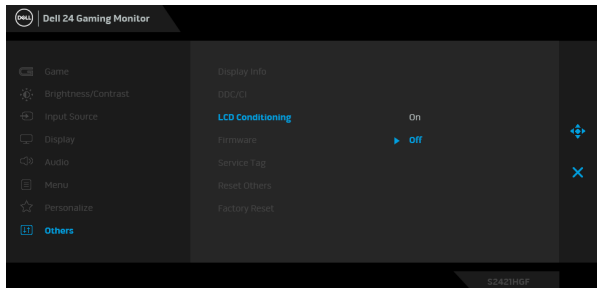 DELL
Dell 24 Gaming Monitor
Game
Brightness/Contrast
Input Source
Display
Audio
Menu
Personalize
Others
Display Info
DDC/CI
LCD Conditioning On
Firmware Off
Service Tag
Reset Others
Factory Reset
S2421HGF